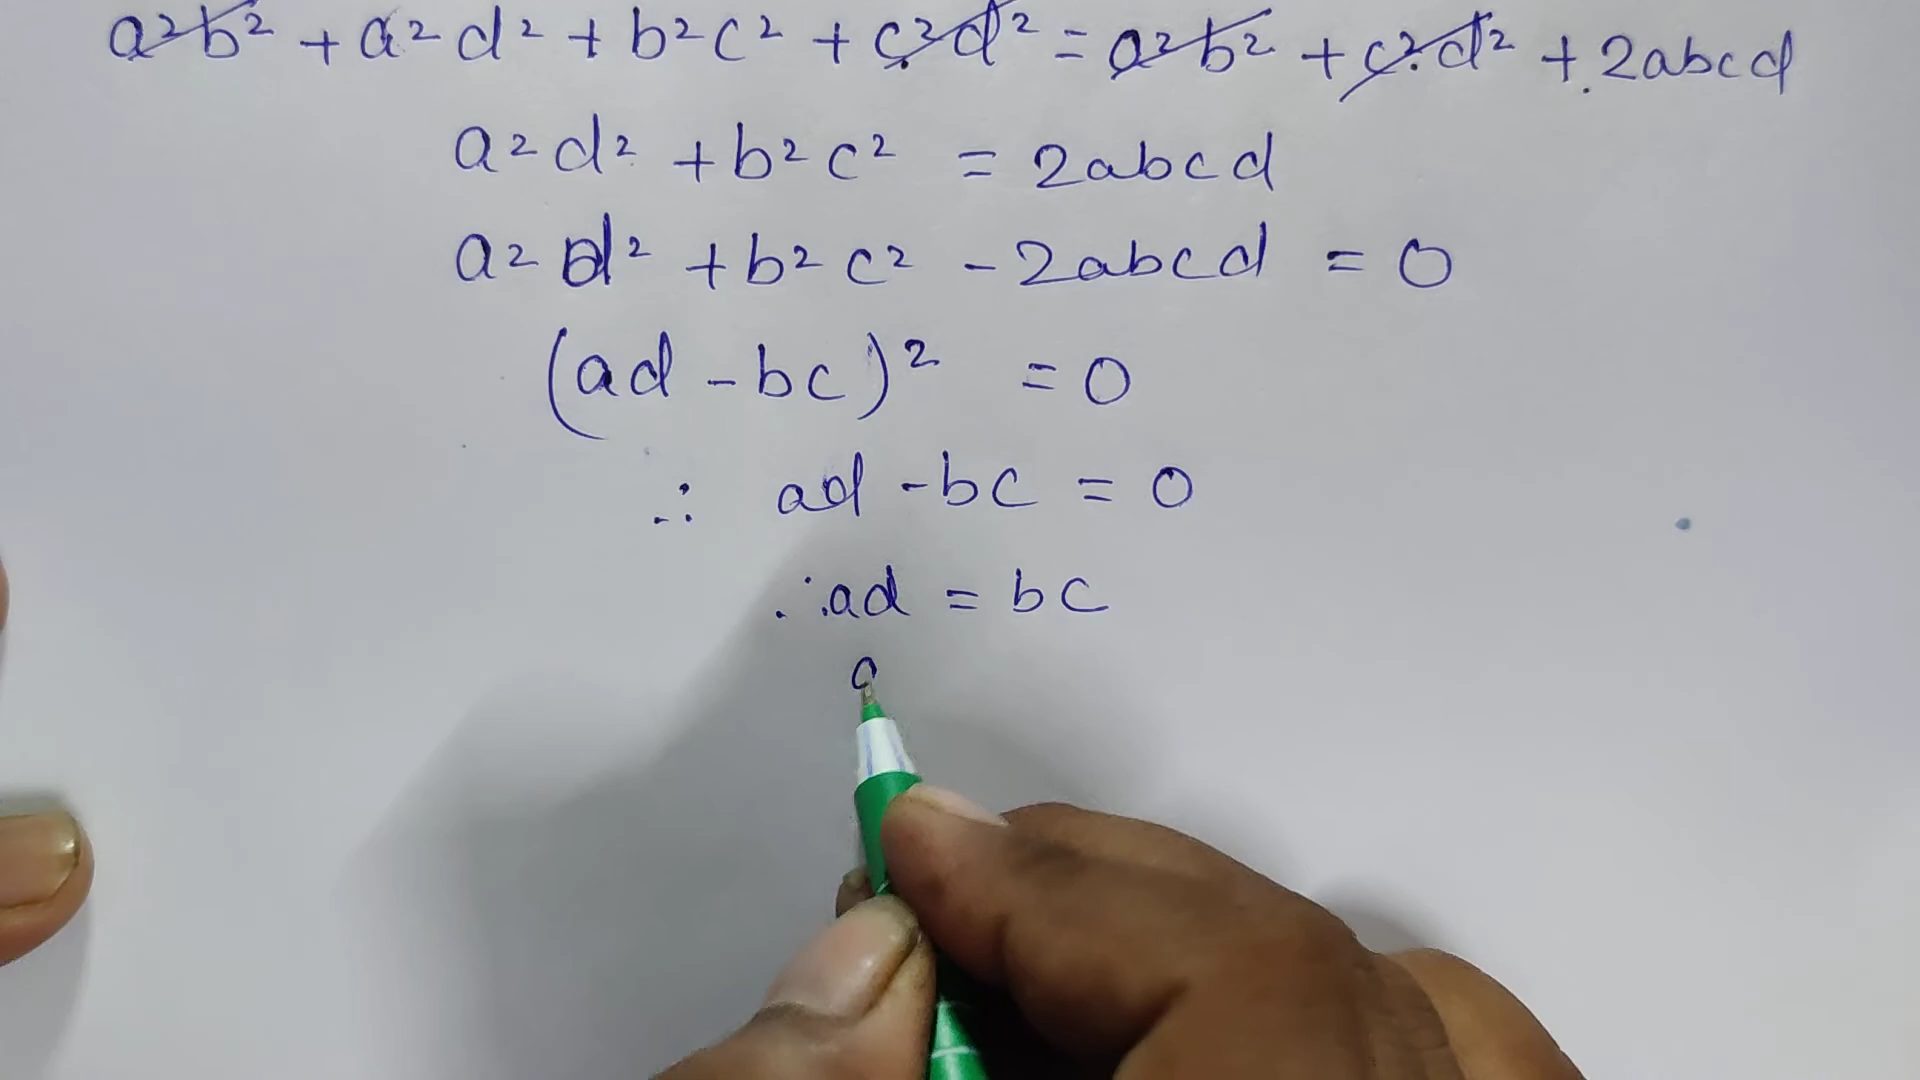 a²b² + a²d² + b²c² + c²d² = a²b² + c²d² + 2abcd
a²d² + b²c² = 2abcd
a²d² + b²c² - 2abcd = 0
(ad - bc)² = 0
∴ ad - bc = 0
∴ ad = bc
a